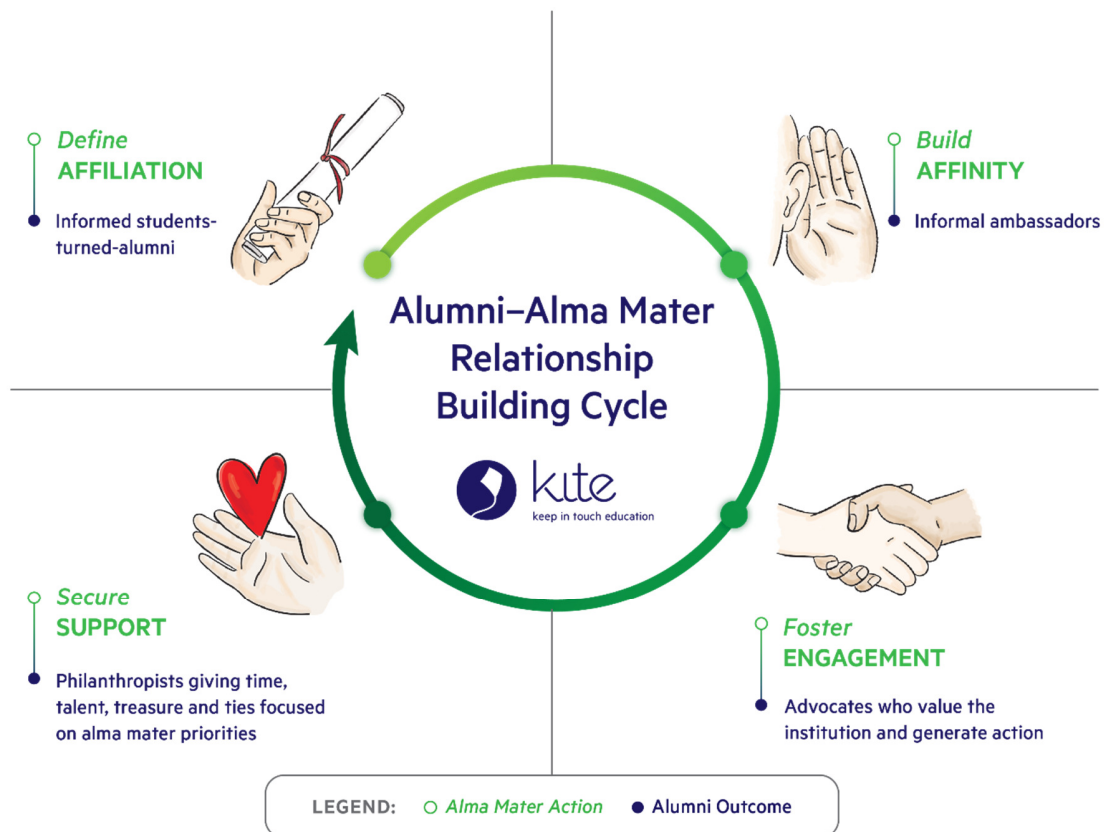 Define
AFFILIATION
Informed students-
turned-alumni
Build
AFFINITY
Informal ambassadors
Alumni–Alma Mater
Relationship
Building Cycle
kite
keep in touch education
Secure
SUPPORT
Philanthropists giving time,
talent, treasure and ties focused
on alma mater priorities
Foster
ENGAGEMENT
Advocates who value the
institution and generate action
LEGEND: Alma Mater Action Alumni Outcome